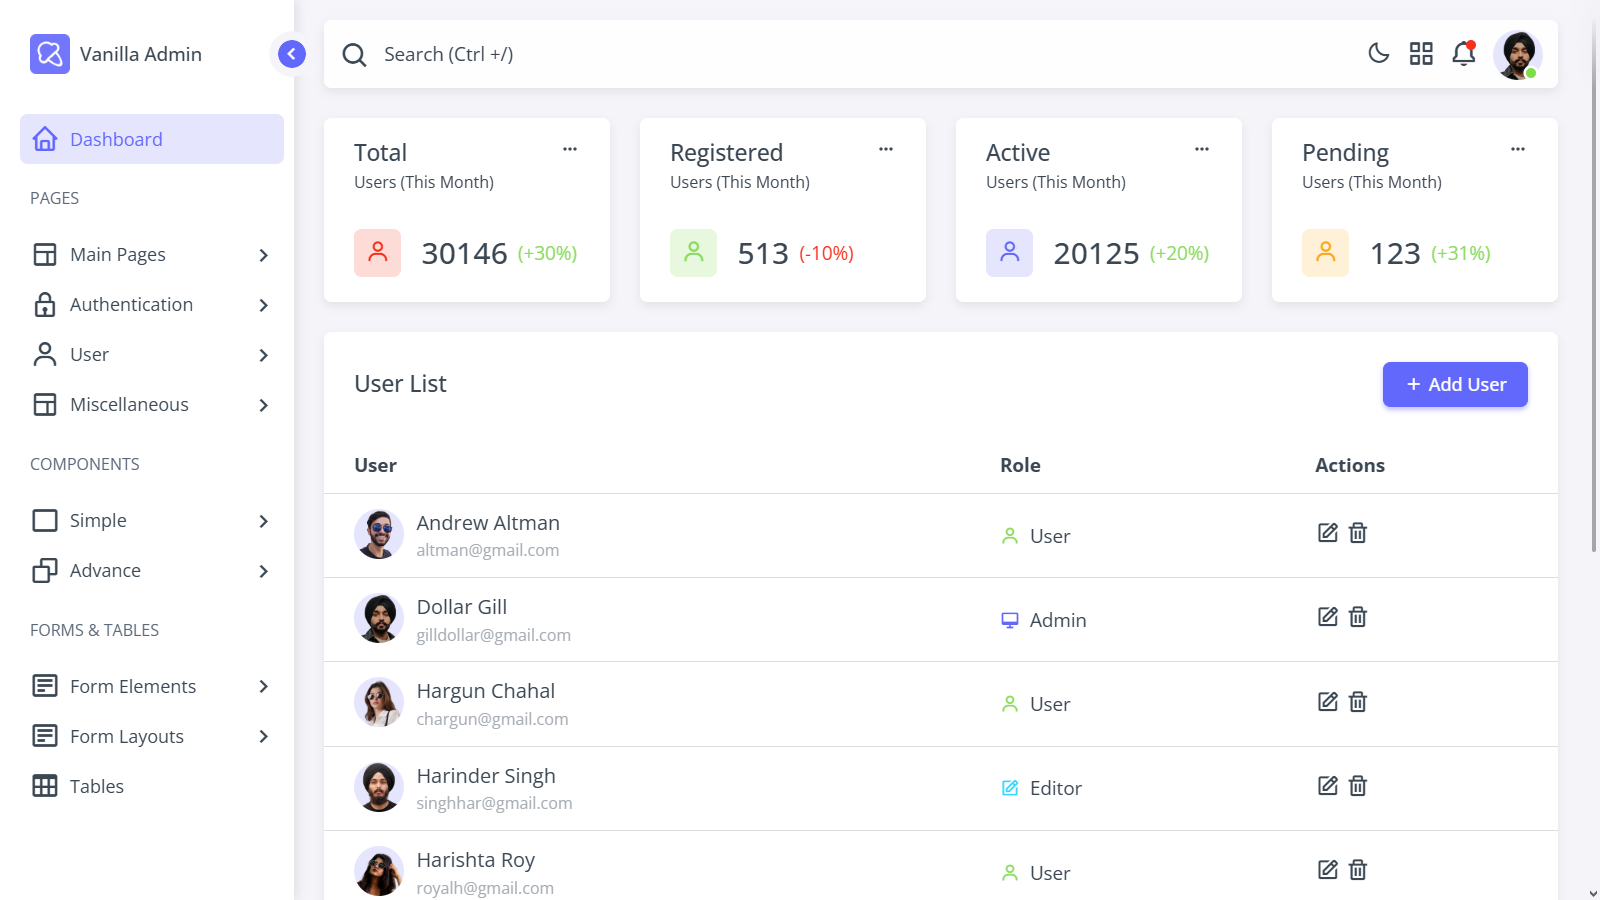 Vanilla Admin
Search (Ctrl +/)
Dashboard
PAGES
Main Pages
Authentication
User
Miscellaneous
COMPONENTS
Simple
Advance
FORMS & TABLES
Form Elements
Form Layouts
Tables
Total
Users (This Month)
30146 (+30%)
Registered
Users (This Month)
513 (-10%)
Active
Users (This Month)
20125 (+20%)
Pending
Users (This Month)
123 (+31%)
User List
+ Add User
User Role Actions
Andrew Altman
altman@gmail.com
User
Dollar Gill
gilldollar@gmail.com
Admin
Hargun Chahal
chargun@gmail.com
User
Harinder Singh
singhhar@gmail.com
Editor
Harishta Roy
royalh@gmail.com
User